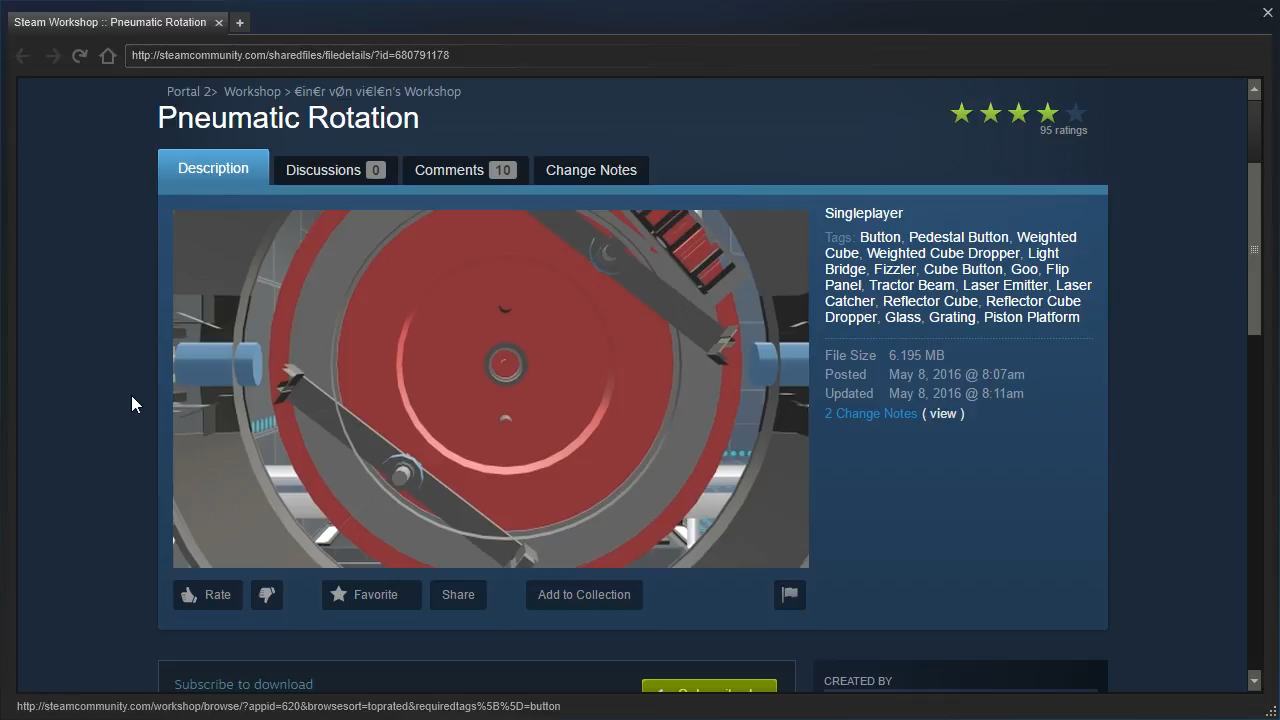 Steam Workshop :: Pneumatic Rotation
http://steamcommunity.com/sharedfiles/filedetails/?id=680791178
Portal 2> Workshop > €in€r vØn vi€l€n's Workshop
Pneumatic Rotation
95 ratings
Description
Discussions 0
Comments 10
Change Notes
Singleplayer
Tags: Button, Pedestal Button, Weighted
Cube, Weighted Cube Dropper, Light
Bridge, Fizzler, Cube Button, Goo, Flip
Panel, Tractor Beam, Laser Emitter, Laser
Catcher, Reflector Cube, Reflector Cube
Dropper, Glass, Grating, Piston Platform
File Size 6.195 MB
Posted May 8, 2016 @ 8:07am
Updated May 8, 2016 @ 8:11am
2 Change Notes ( view )
Rate
Favorite
Share
Add to Collection
Subscribe to download
CREATED BY
http://steamcommunity.com/workshop/browse/?appid=620&browsesort=toprated&requiredtags%5B%5D=button